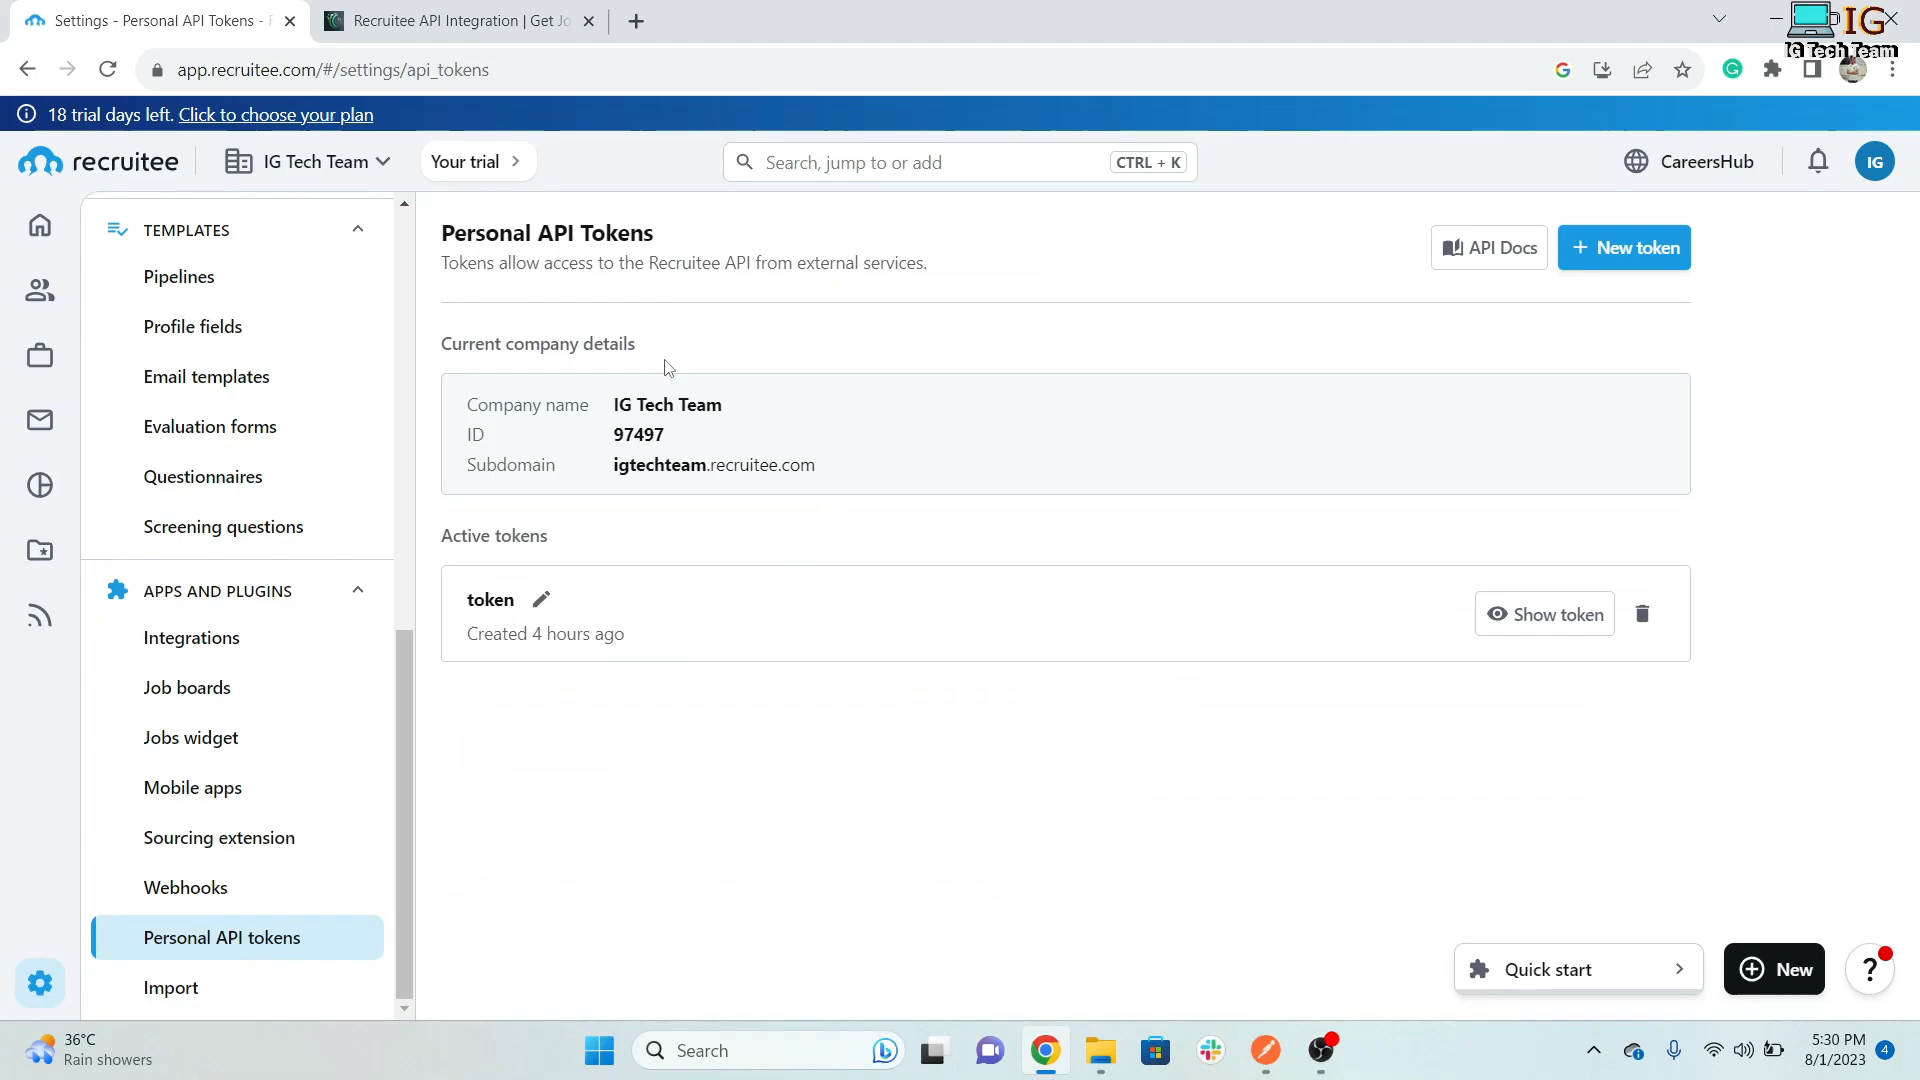 Settings - Personal API Tokens -
Recruitee API Integration | Get Jo
IG
IG Tech Team
app.recruitee.com/#/settings/api_tokens
18 trial days left. Click to choose your plan
recruitee
IG Tech Team
Your trial
Search, jump to or add
CTRL + K
CareersHub
IG
TEMPLATES
Pipelines
Profile fields
Email templates
Evaluation forms
Questionnaires
Screening questions
APPS AND PLUGINS
Integrations
Job boards
Jobs widget
Mobile apps
Sourcing extension
Webhooks
Personal API tokens
Import
Personal API Tokens
Tokens allow access to the Recruitee API from external services.
API Docs
+ New token
Current company details
Company name IG Tech Team
ID 97497
Subdomain igtechteam.recruitee.com
Active tokens
token
Created 4 hours ago
Show token
Quick start
New
?
36°C
Rain showers
Search
5:30 PM
8/1/2023
4